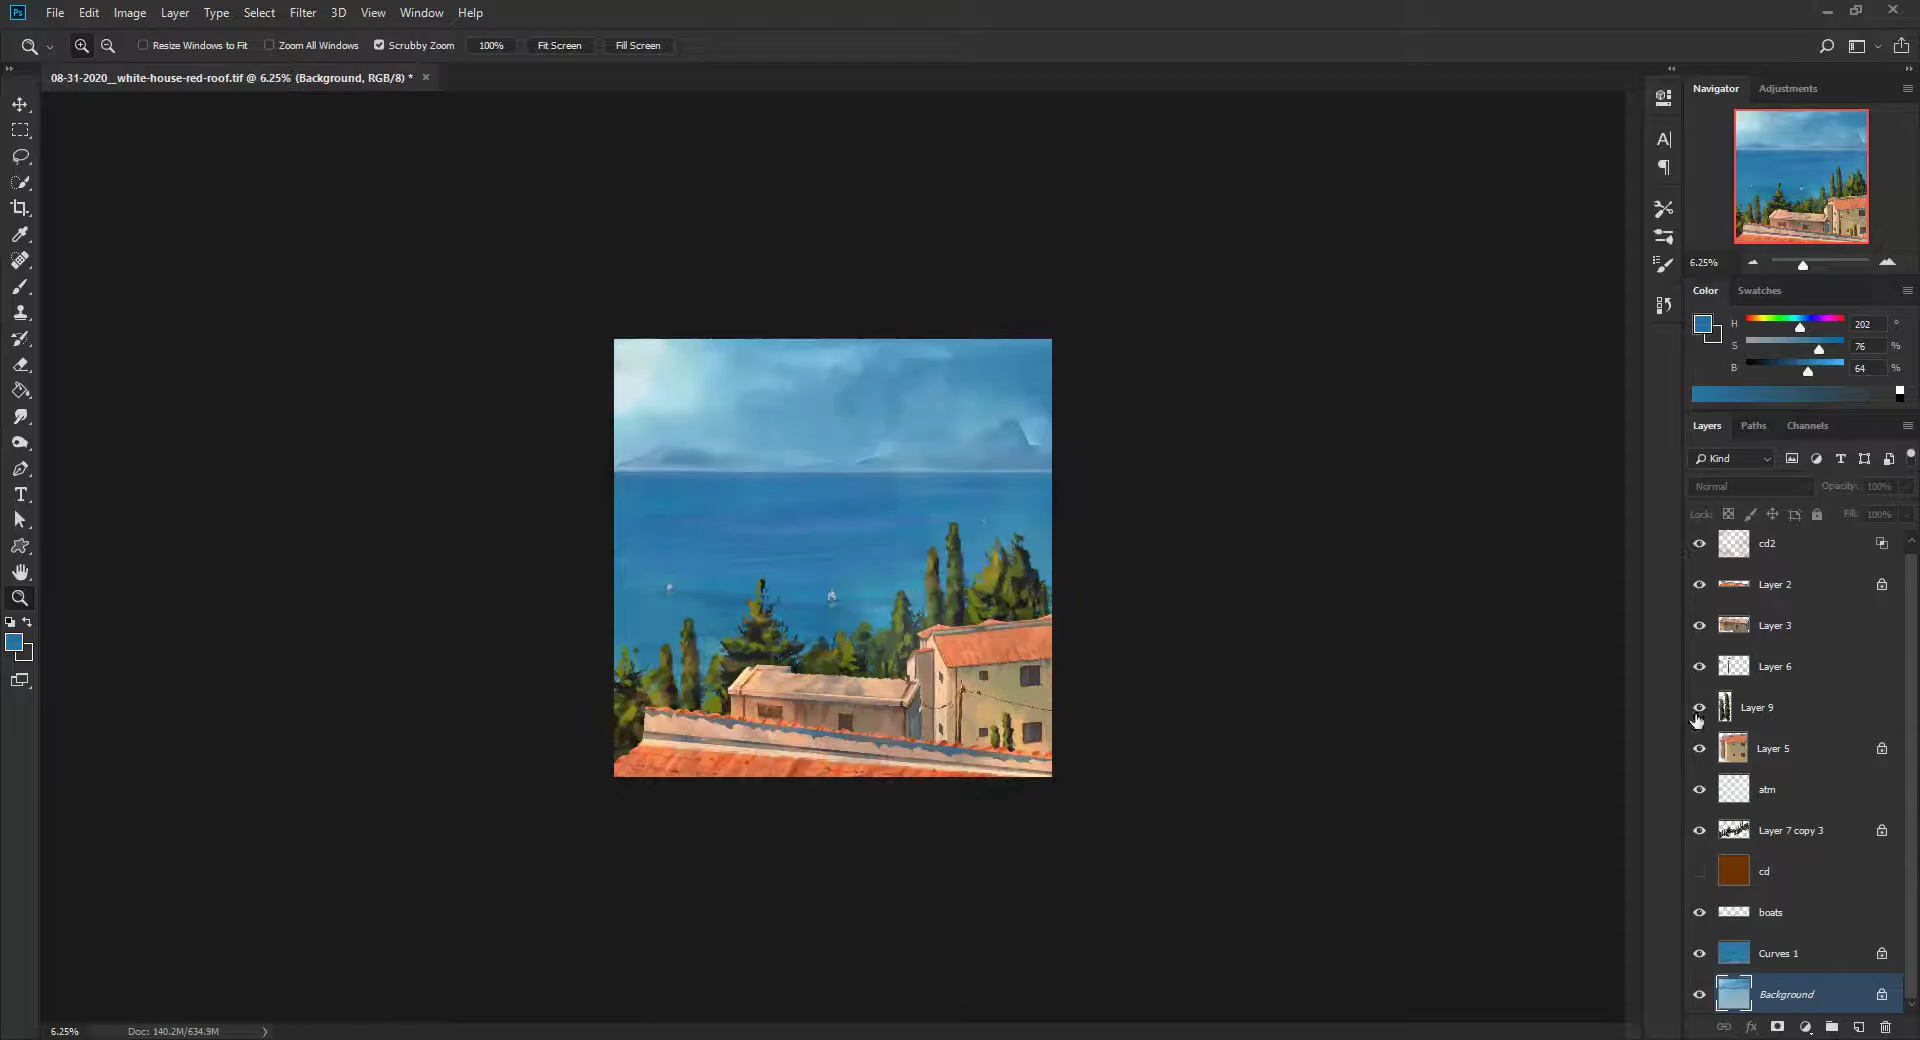 Ps File Edit Image Layer Type Select Filter 3D View Window Help
Resize Windows to Fit Zoom All Windows Scrubby Zoom 100% Fit Screen Fill Screen
08-31-2020__white-house-red-roof.tif @ 6.25% (Background, RGB/8) *
Navigator Adjustments
6.25%
Color Swatches
H 202 °
S 76 %
B 64 %
Layers Paths Channels
Kind
Normal Opacity: 100%
Lock: Fill: 100%
cd2
Layer 2
Layer 3
Layer 6
Layer 9
Layer 5
atm
Layer 7 copy 3
cd
boats
Curves 1
Background
6.25% Doc: 140.2M/634.9M